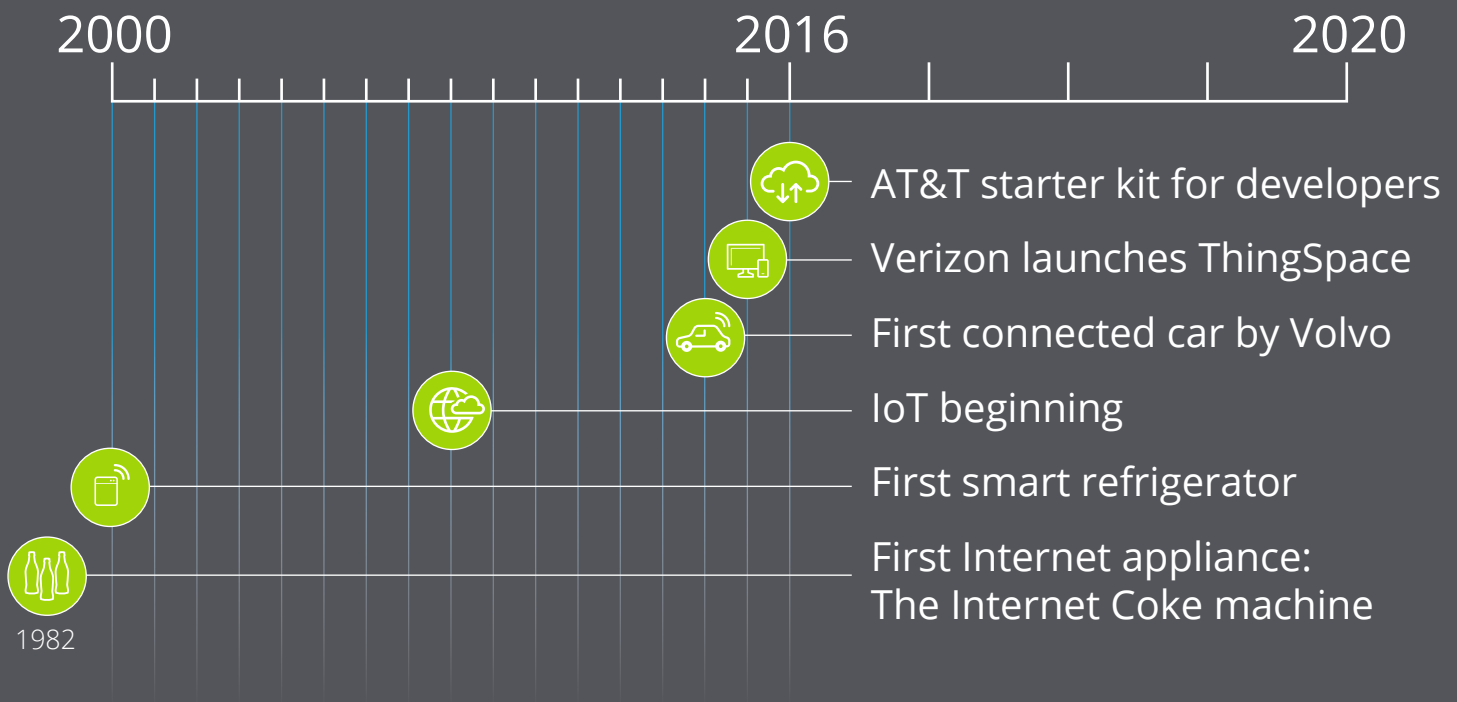 2000
2016
2020
AT&T starter kit for developers
Verizon launches ThingSpace
First connected car by Volvo
IoT beginning
First smart refrigerator
First Internet appliance:
The Internet Coke machine
1982